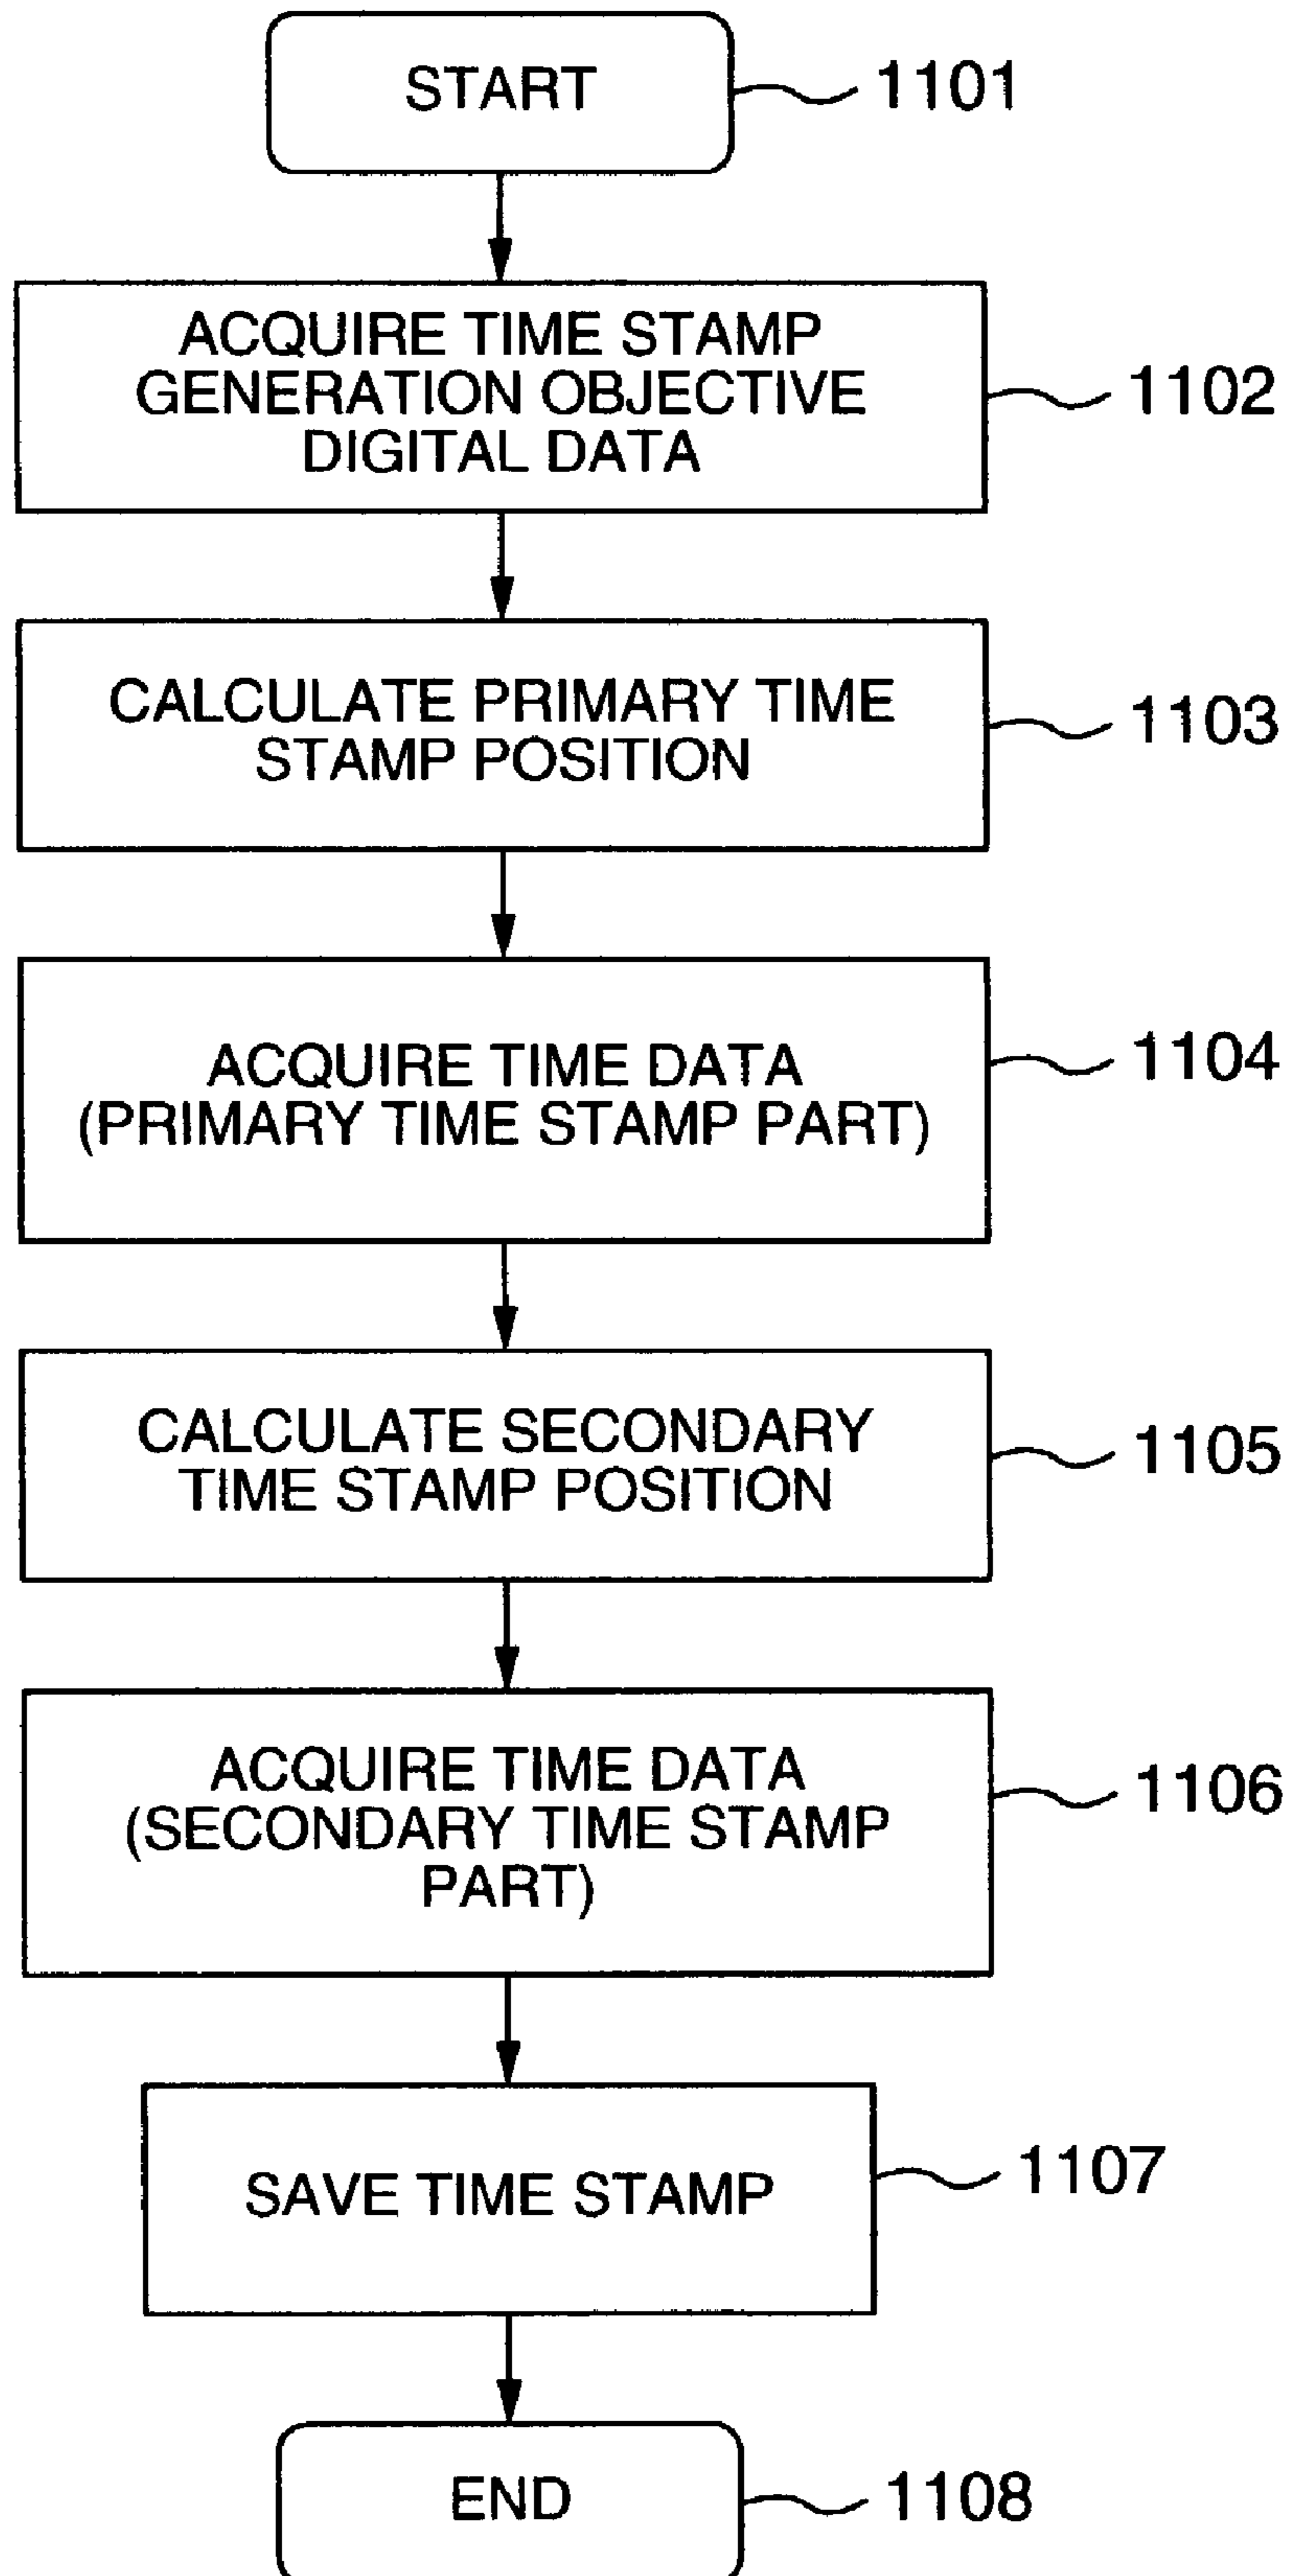 START
1101
ACQUIRE TIME STAMP
GENERATION OBJECTIVE
DIGITAL DATA
1102
CALCULATE PRIMARY TIME
STAMP POSITION
1103
ACQUIRE TIME DATA
(PRIMARY TIME STAMP PART)
1104
CALCULATE SECONDARY
TIME STAMP POSITION
1105
ACQUIRE TIME DATA
(SECONDARY TIME STAMP
PART)
1106
SAVE TIME STAMP
1107
END
1108